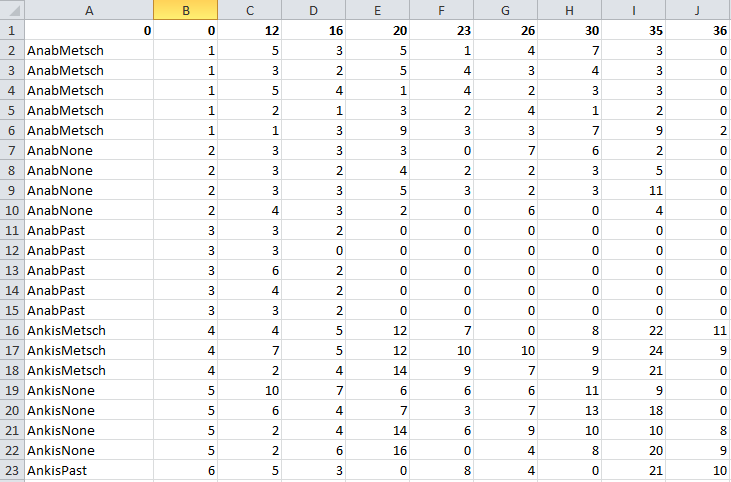 A B C D E F G H I J
1 0 0 12 16 20 23 26 30 35 36
2 AnabMetsch 1 5 3 5 1 4 7 3 0
3 AnabMetsch 1 3 2 5 4 3 4 3 0
4 AnabMetsch 1 5 4 1 4 2 3 3 0
5 AnabMetsch 1 2 1 3 2 4 1 2 0
6 AnabMetsch 1 1 3 9 3 3 7 9 2
7 AnabNone 2 3 3 3 0 7 6 2 0
8 AnabNone 2 3 2 4 2 2 3 5 0
9 AnabNone 2 3 3 5 3 2 3 11 0
10 AnabNone 2 4 3 2 0 6 0 4 0
11 AnabPast 3 3 2 0 0 0 0 0 0
12 AnabPast 3 3 0 0 0 0 0 0 0
13 AnabPast 3 6 2 0 0 0 0 0 0
14 AnabPast 3 4 2 0 0 0 0 0 0
15 AnabPast 3 3 2 0 0 0 0 0 0
16 AnkisMetsch 4 4 5 12 7 0 8 22 11
17 AnkisMetsch 4 7 5 12 10 10 9 24 9
18 AnkisMetsch 4 2 4 14 9 7 9 21 0
19 AnkisNone 5 10 7 6 6 6 11 9 0
20 AnkisNone 5 6 4 7 3 7 13 18 0
21 AnkisNone 5 2 4 14 6 9 10 10 8
22 AnkisNone 5 2 6 16 0 4 8 20 9
23 AnkisPast 6 5 3 0 8 4 0 21 10